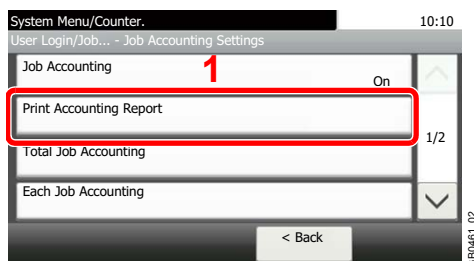 System Menu/Counter.
10:10
User Login/Job... - Job Accounting Settings
Job Accounting
1
On
Print Accounting Report
1/2
Total Job Accounting
Each Job Accounting
< Back